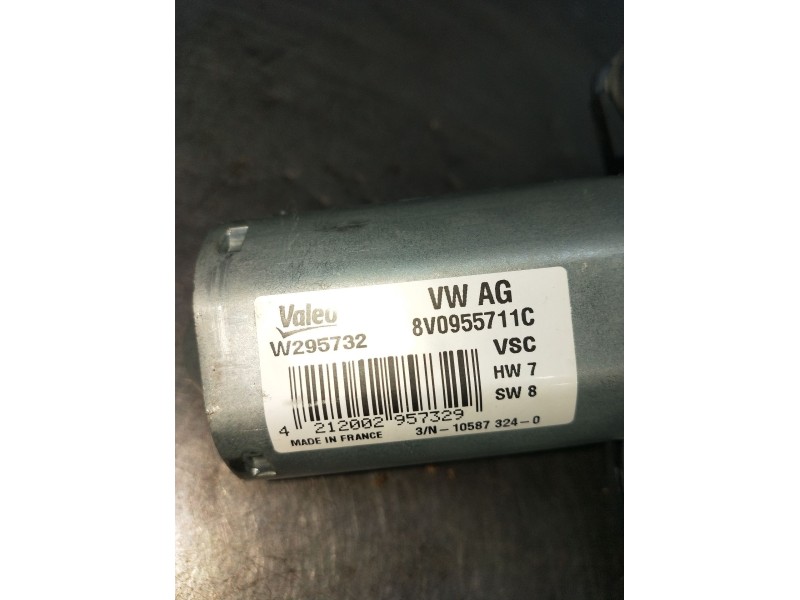 Valeo
VW AG
W295732
8V0955711C
VSC
HW 7
SW 8
4 212002 957329
MADE IN FRANCE
3/N-10587 324-0